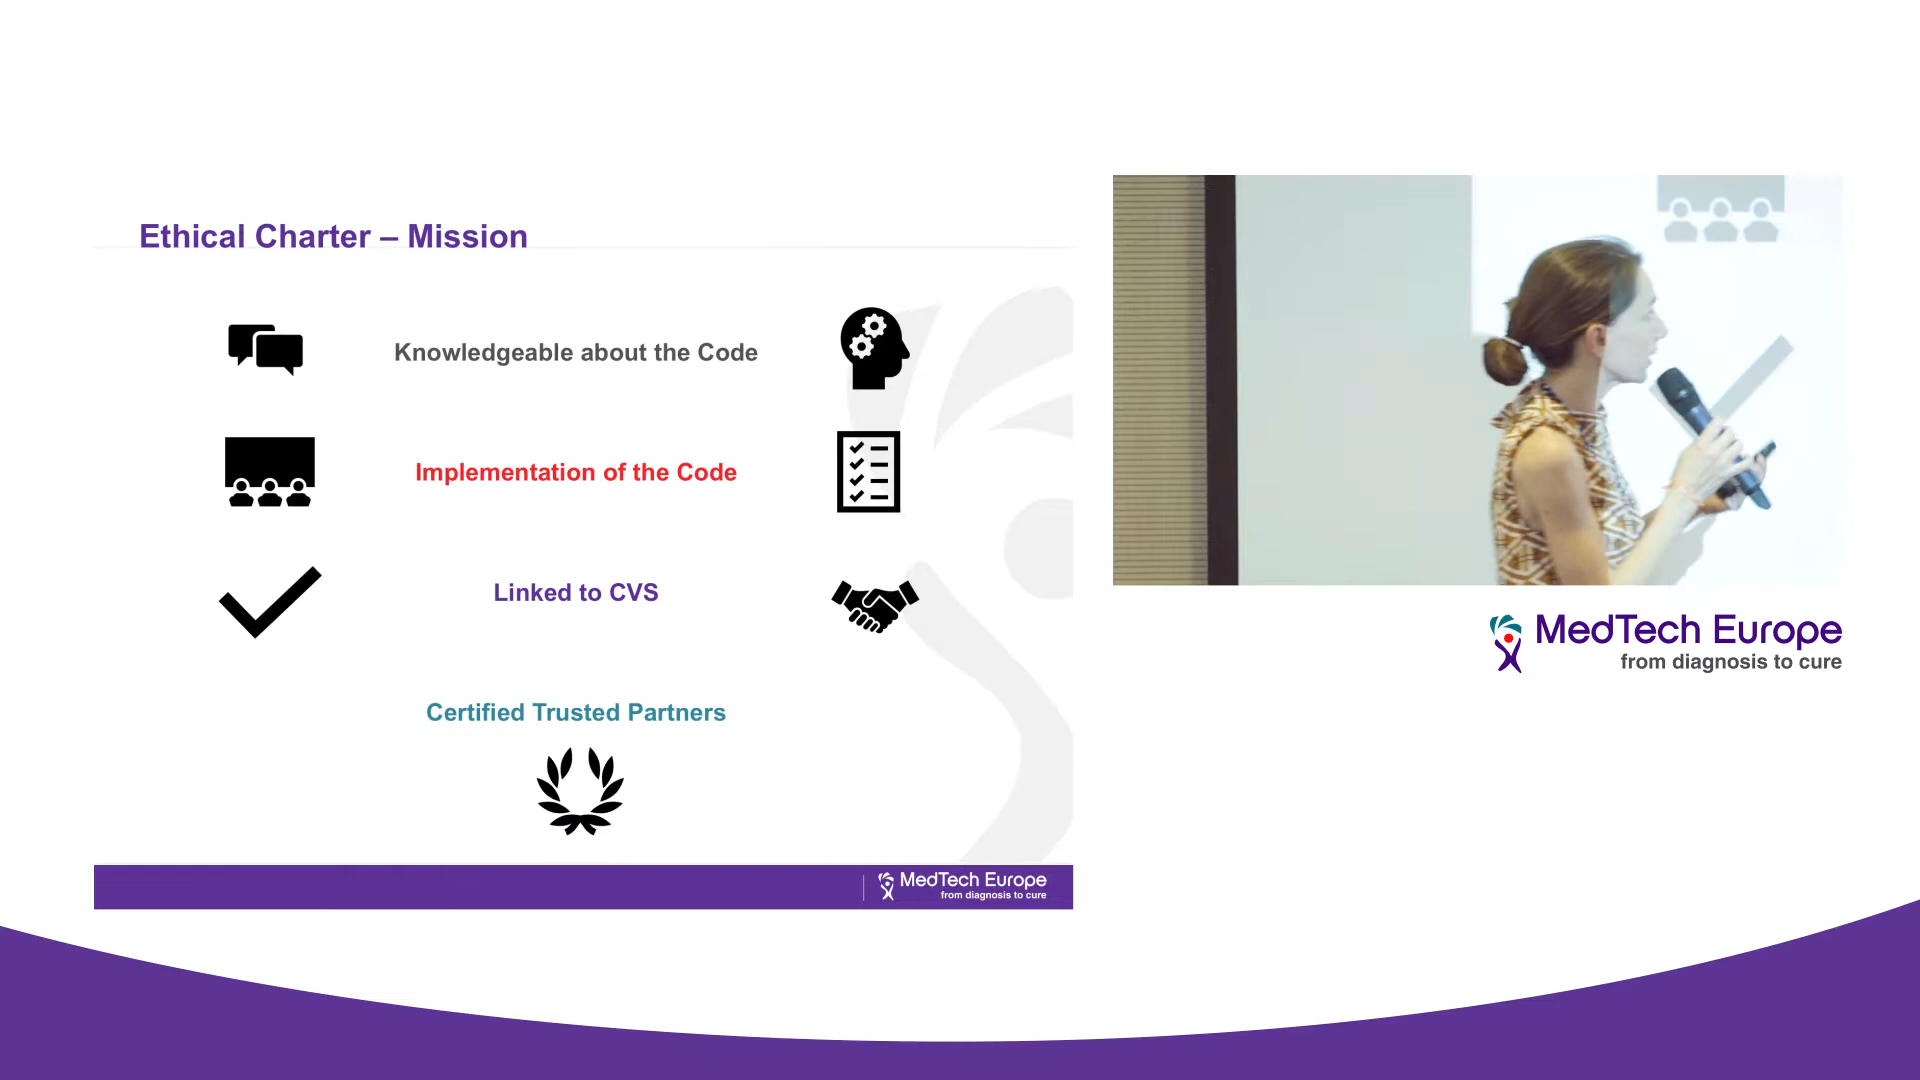 Ethical Charter – Mission
Knowledgeable about the Code
Implementation of the Code
Linked to CVS
Certified Trusted Partners
MedTech Europe
from diagnosis to cure
MedTech Europe
from diagnosis to cure